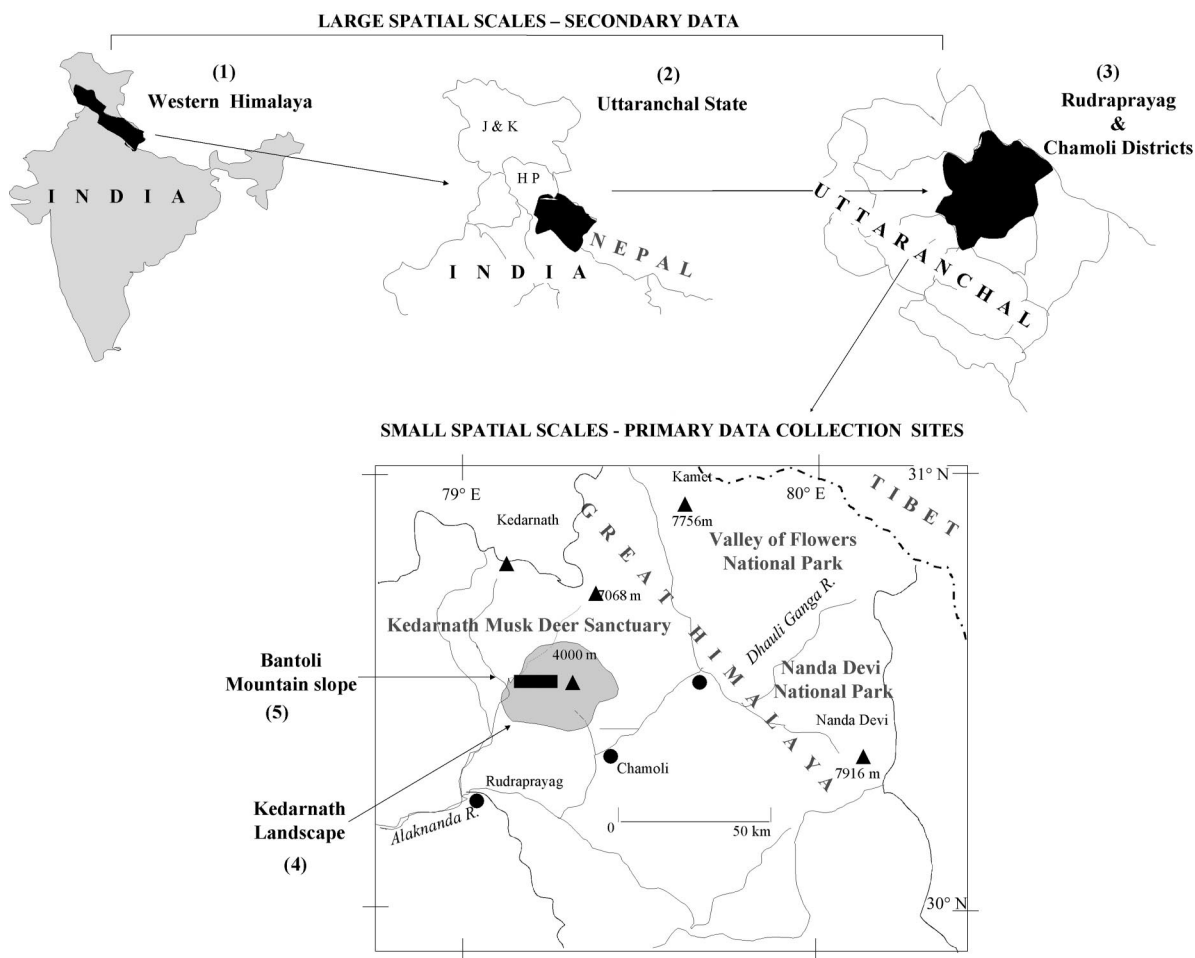 LARGE SPATIAL SCALES – SECONDARY DATA
(1)
Western Himalaya
I N D I A
(2)
Uttaranchal State
J & K
H P
N E P A L
I N D I A
(3)
Rudraprayag
&
Chamoli Districts
U T T A R A N C H A L
SMALL SPATIAL SCALES - PRIMARY DATA COLLECTION SITES
79° E
80° E
31° N
Kamet
7756m
T I B E T
Kedarnath
G R E A T H I M A L A Y A
Valley of Flowers
National Park
7068 m
Dhauli Ganga R.
Kedarnath Musk Deer Sanctuary
4000 m
Bantoli
Mountain slope
(5)
Nanda Devi
National Park
Nanda Devi
7916 m
Chamoli
Rudraprayag
Alaknanda R.
0 50 km
Kedarnath
Landscape
(4)
30° N